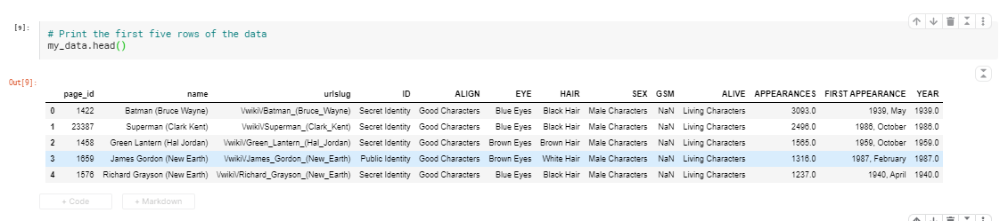 [9]:
# Print the first five rows of the data
my_data.head()
Out[9]:
page_id name urlslug ID ALIGN EYE HAIR SEX GSM ALIVE APPEARANCES FIRST APPEARANCE YEAR
0 1422 Batman (Bruce Wayne) \/wiki\/Batman_(Bruce_Wayne) Secret Identity Good Characters Blue Eyes Black Hair Male Characters NaN Living Characters 3093.0 1939, May 1939.0
1 23387 Superman (Clark Kent) \/wiki\/Superman_(Clark_Kent) Secret Identity Good Characters Blue Eyes Black Hair Male Characters NaN Living Characters 2496.0 1986, October 1986.0
2 1458 Green Lantern (Hal Jordan) \/wiki\/Green_Lantern_(Hal_Jordan) Secret Identity Good Characters Brown Eyes Brown Hair Male Characters NaN Living Characters 1565.0 1959, October 1959.0
3 1659 James Gordon (New Earth) \/wiki\/James_Gordon_(New_Earth) Public Identity Good Characters Brown Eyes White Hair Male Characters NaN Living Characters 1316.0 1987, February 1987.0
4 1576 Richard Grayson (New Earth) \/wiki\/Richard_Grayson_(New_Earth) Secret Identity Good Characters Blue Eyes Black Hair Male Characters NaN Living Characters 1237.0 1940, April 1940.0
+ Code + Markdown